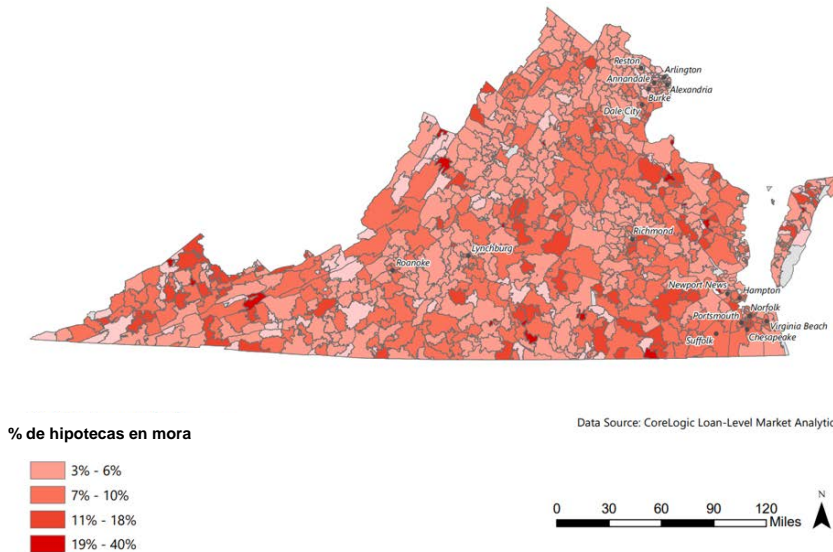 Reston
Arlington
Annandale
Alexandria
Burke
Dale City
Richmond
Lynchburg
Roanoke
Newport News
Hampton
Norfolk
Portsmouth
Virginia Beach
Chesapeake
Suffolk
Data Source: CoreLogic Loan-Level Market Analytic
% de hipotecas en mora
3% - 6%
7% - 10%
11% - 18%
19% - 40%
N
0 30 60 90 120
Miles